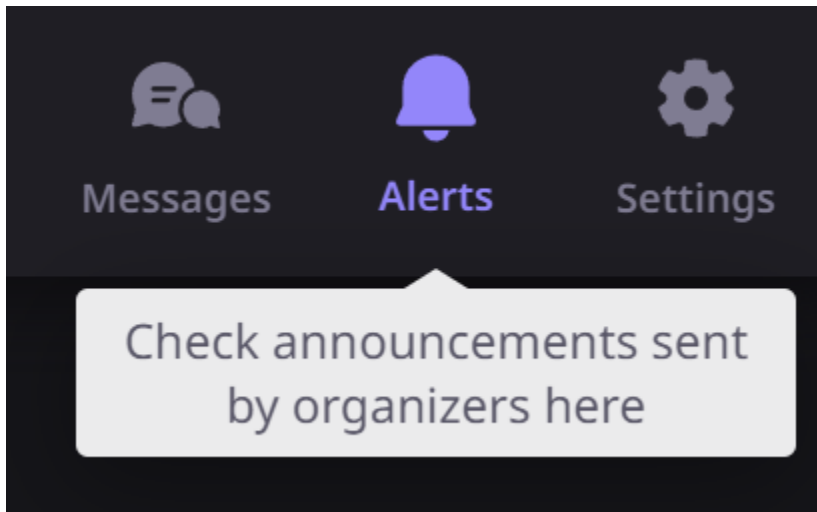 Messages
Alerts
Settings
Check announcements sent
by organizers here